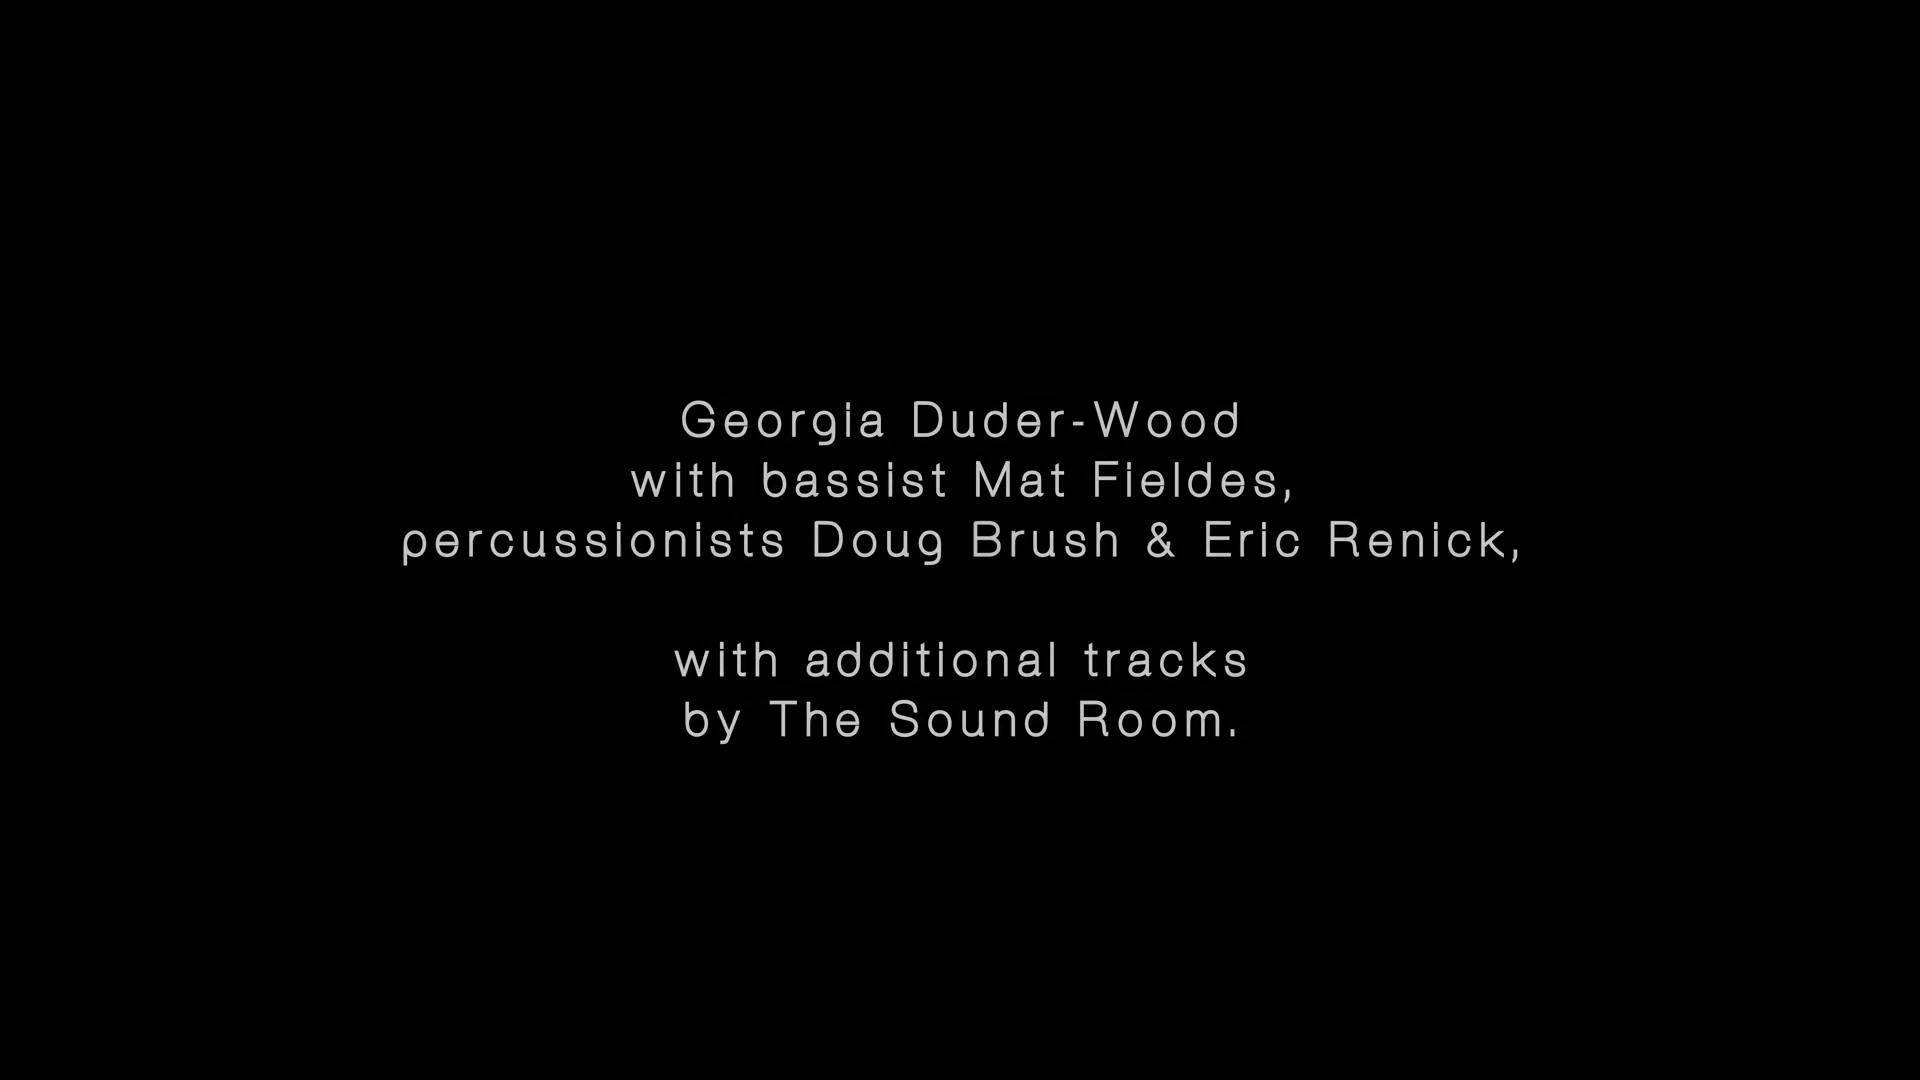 Georgia Duder-Wood
with bassist Mat Fieldes,
percussionists Doug Brush & Eric Renick,
with additional tracks
by The Sound Room.